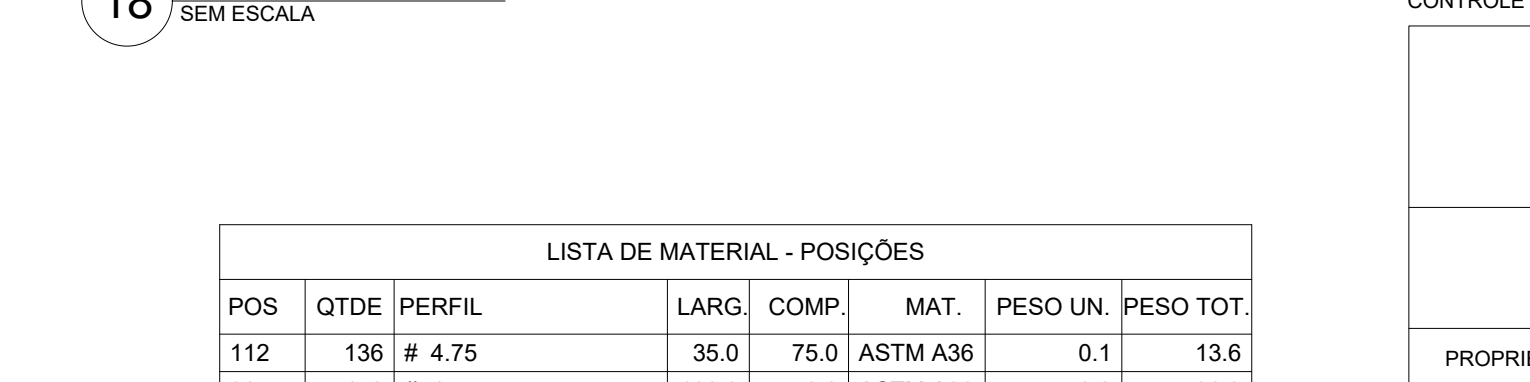 18
SEM ESCALA
CONTROLE
LISTA DE MATERIAL - POSIÇÕES
POS QTDE PERFIL LARG. COMP. MAT. PESO UN. PESO TOT.
112 136 # 4.75 35.0 75.0 ASTM A36 0.1 13.6